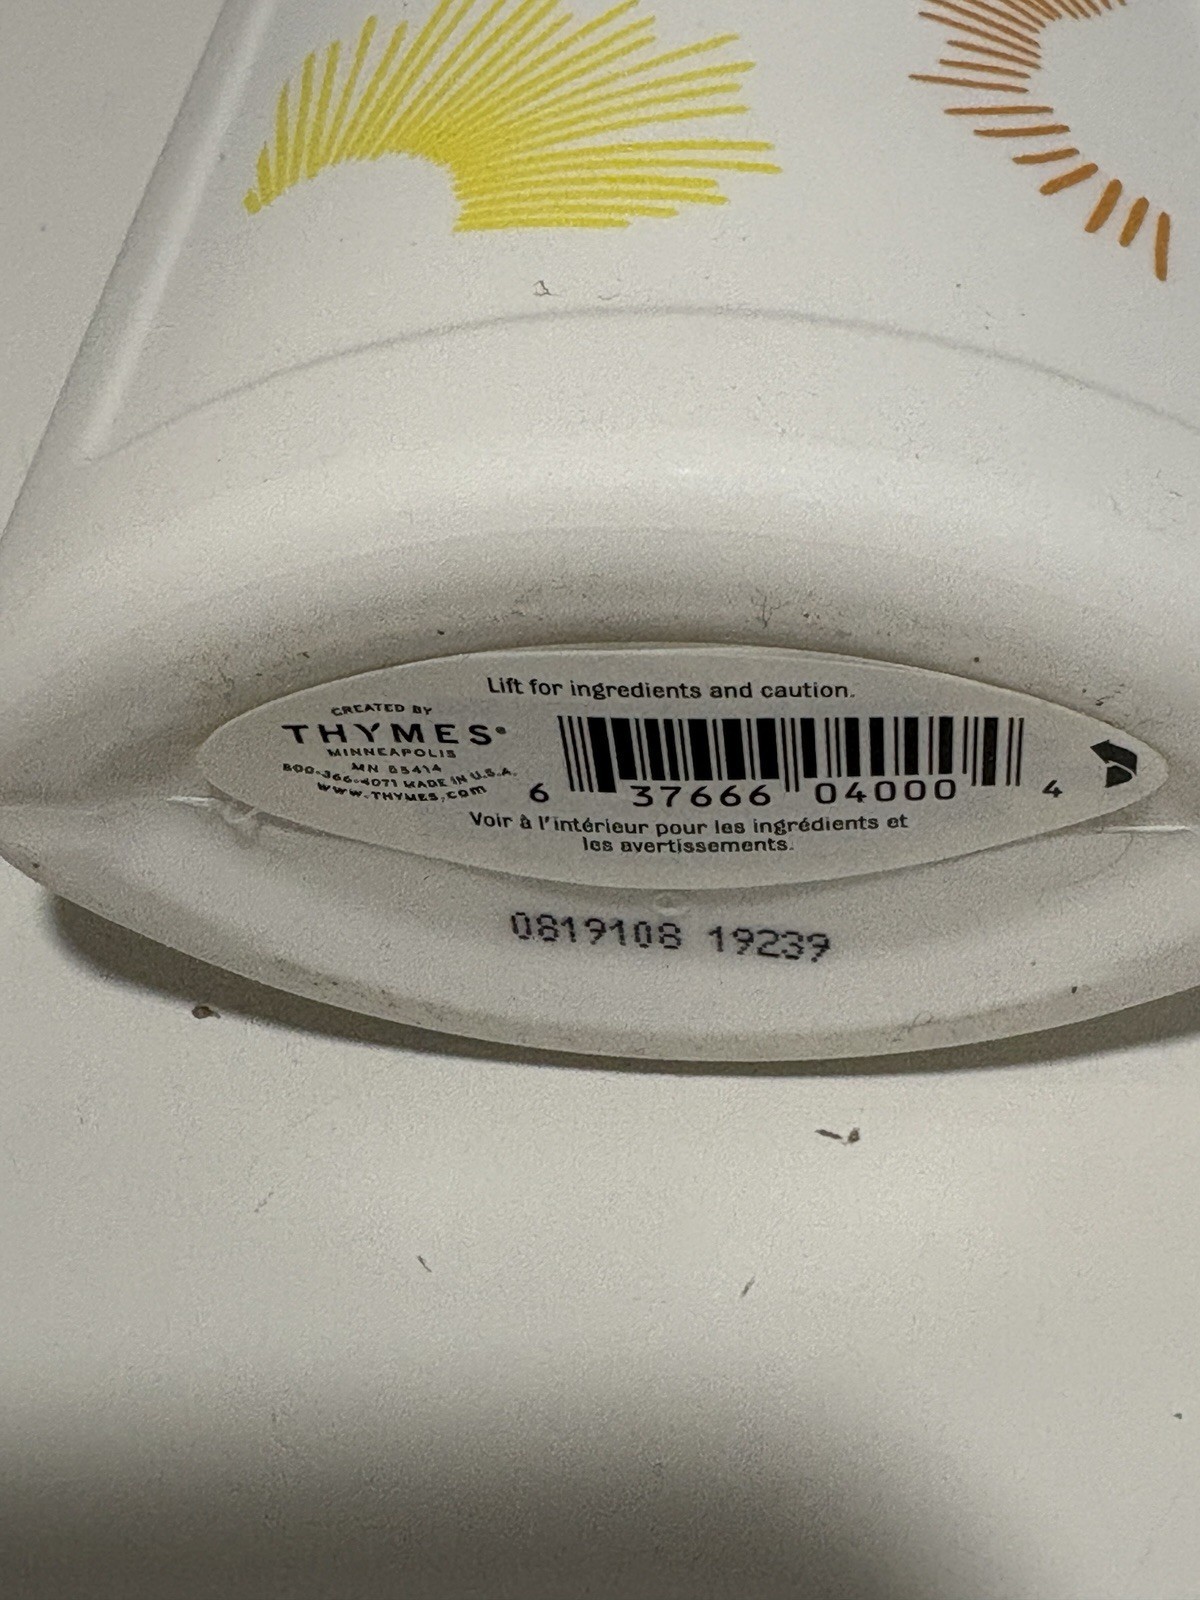 Lift for ingredients and caution.
CREATED BY
THYMES®
MINNEAPOLIS
MN 55414
800-366-4071 MADE IN U.S.A.
www.THYMES.com
6 37666 04000 4
Voir à l'intérieur pour les ingrédients et
les avertissements.
0819108 19239